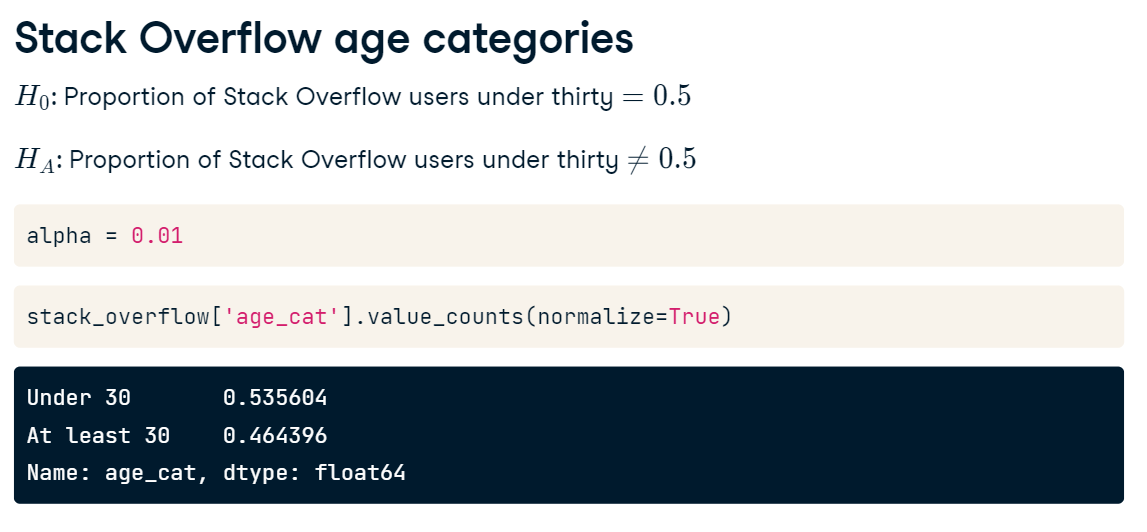 Stack Overflow age categories
H₀: Proportion of Stack Overflow users under thirty = 0.5
H_A: Proportion of Stack Overflow users under thirty ≠ 0.5
alpha = 0.01
stack_overflow['age_cat'].value_counts(normalize=True)
Under 30       0.535604
At least 30    0.464396
Name: age_cat, dtype: float64